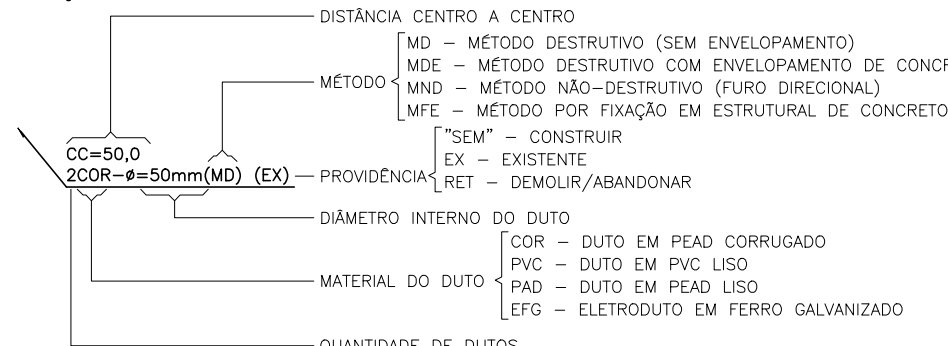 DISTÂNCIA CENTRO A CENTRO
MÉTODO
MD – MÉTODO DESTRUTIVO (SEM ENVELOPAMENTO)
MDE – MÉTODO DESTRUTIVO COM ENVELOPAMENTO DE
MND – MÉTODO NÃO-DESTRUTIVO (FURO DIRECIONAL)
MFE – MÉTODO POR FIXAÇÃO EM ESTRUTURAL DE CONCRETO
CC=50,0
2COR-ø=50mm(MD) (EX)
PROVIDÊNCIA
"SEM" – CONSTRUIR
EX – EXISTENTE
RET – DEMOLIR/ABANDONAR
DIÂMETRO INTERNO DO DUTO
MATERIAL DO DUTO
COR – DUTO EM PEAD CORRUGADO
PVC – DUTO EM PVC LISO
PAD – DUTO EM PEAD LISO
EFG – ELETRODUTO EM FERRO GALVANIZADO
QUANTIDADE DE DUTOS